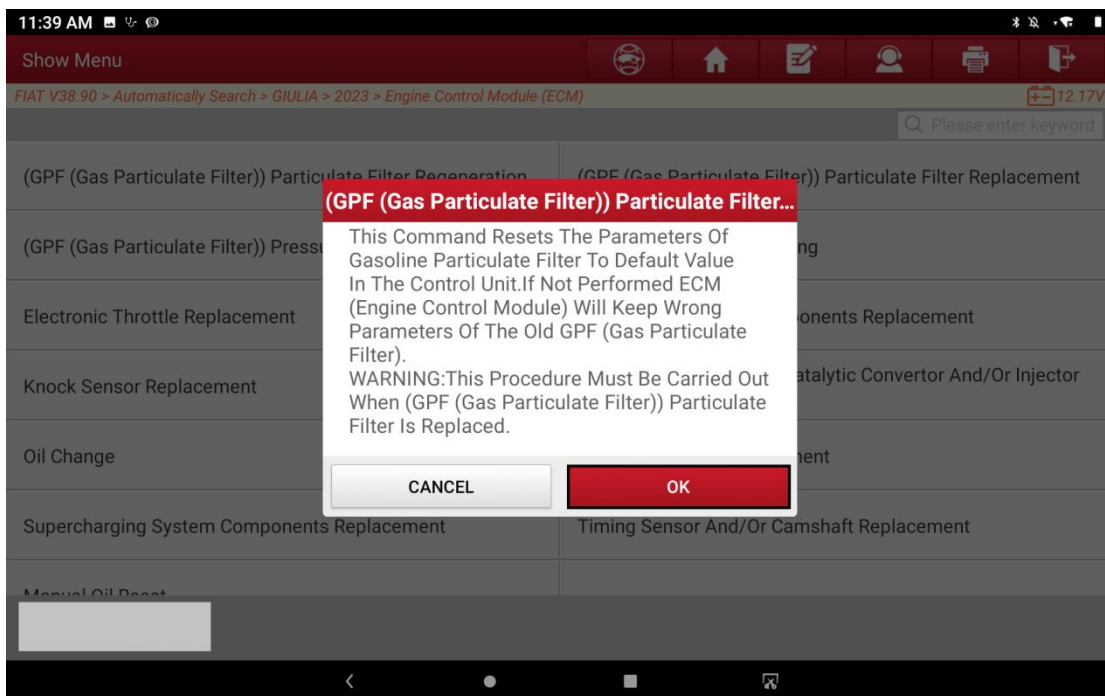 11:39 AM
Show Menu
FIAT V38.90 > Automatically Search > GIULIA > 2023 > Engine Control Module (ECM)
12.17V
Please enter keyword
(GPF (Gas Particulate Filter)) Particulate Filter Regeneration
(GPF (Gas Particulate Filter)) Particulate Filter Replacement
(GPF (Gas Particulate Filter)) Particulate Filter...
(GPF (Gas Particulate Filter))
This Command Resets The Parameters Of
Gasoline Particulate Filter To Default Value
In The Control Unit.If Not Performed ECM
(Engine Control Module) Will Keep Wrong
Parameters Of The Old GPF (Gas Particulate
Filter).
WARNING:This Procedure Must Be Carried Out
When (GPF (Gas Particulate Filter)) Particulate
Filter Is Replaced.
CANCEL
OK
Electronic Throttle Replacement
Replacement
Knock Sensor Replacement
Convertor And/Or Injector
Oil Change
Supercharging System Components Replacement
Timing Sensor And/Or Camshaft Replacement
Manual Oil Reset